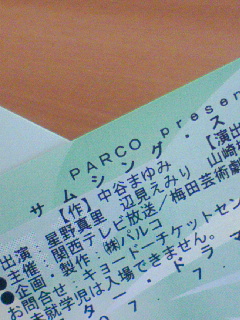 PARCO presen
サムシング・ス
【作】中谷まゆみ 【演出
出演 星野真里 辺見えみり 山崎樹
●主催 関西テレビ放送/梅田芸術劇
●企画・製作 ㈱パルコ
お問合せ:キョードーチケットセン
未就学児は入場できません。
ター・ドラマ
07.7.